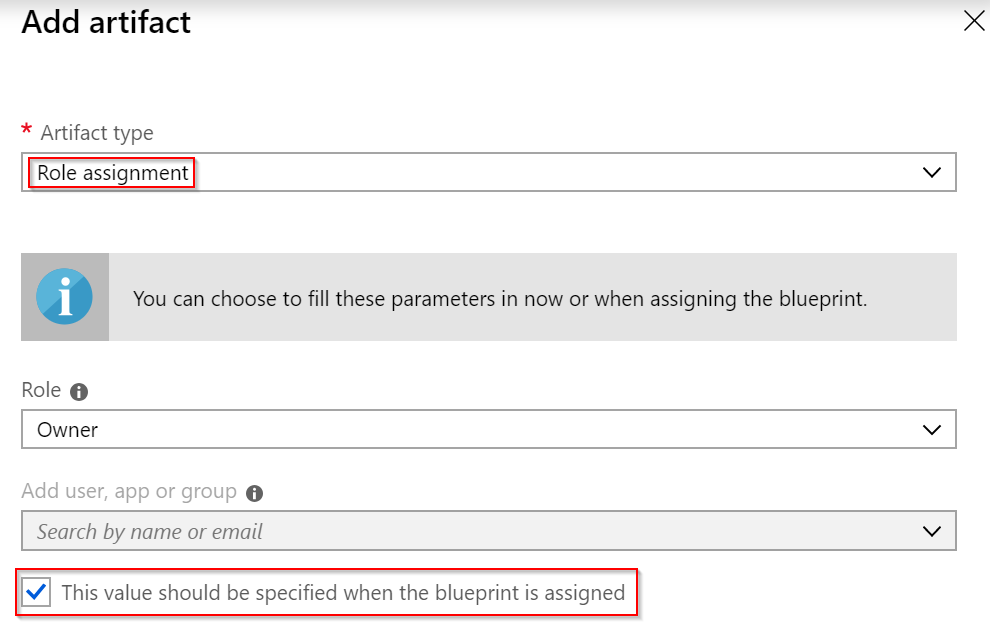 Add artifact
* Artifact type
Role assignment
You can choose to fill these parameters in now or when assigning the blueprint.
Role
Owner
Add user, app or group
Search by name or email
This value should be specified when the blueprint is assigned